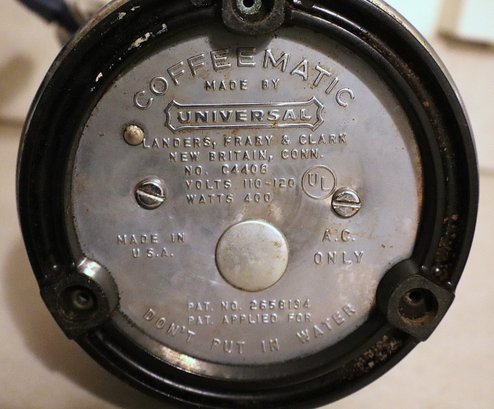 COFFEEMATIC
MADE BY
UNIVERSAL
LANDERS, FRARY & CLARK
NEW BRITAIN, CONN.
NO. C4406
VOLTS 110-120
WATTS 400
UL
MADE IN
U.S.A.
A.C.
ONLY
PAT. NO. 2658134
PAT. APPLIED FOR
DON'T PUT IN WATER